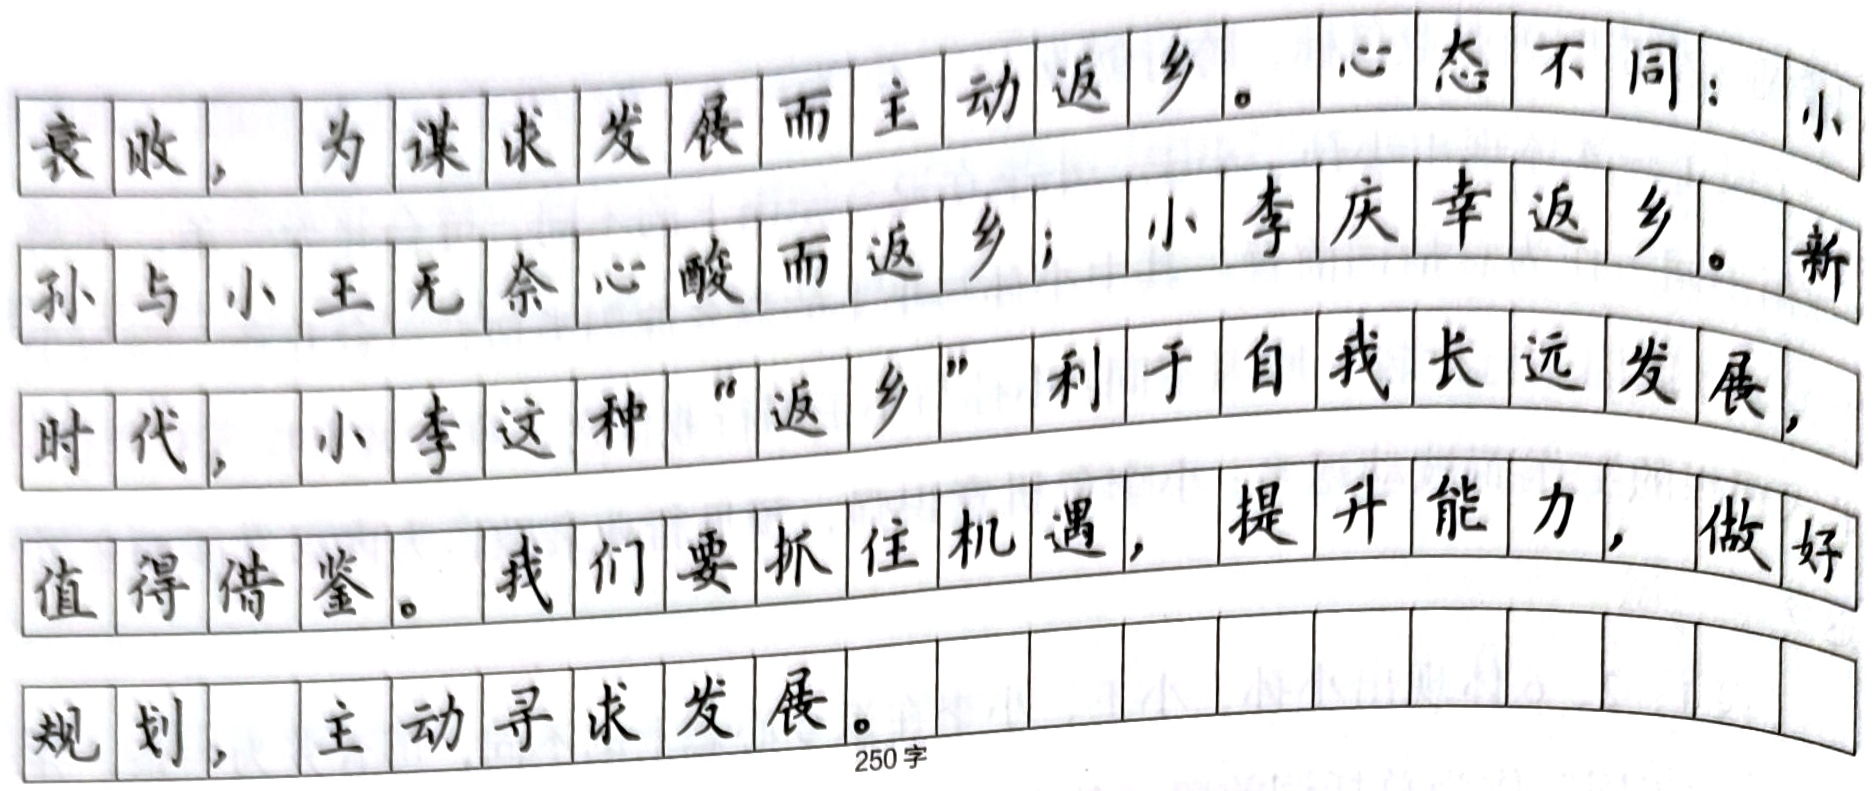 衰败，为谋求发展而主动返乡。心态不同：小
孙与小王无奈心酸而返乡；小李庆幸返乡。新
时代，小李这种“返乡”利于自我长远发展，
值得借鉴。我们要抓住机遇，提升能力，做好
规划，主动寻求发展。
250字